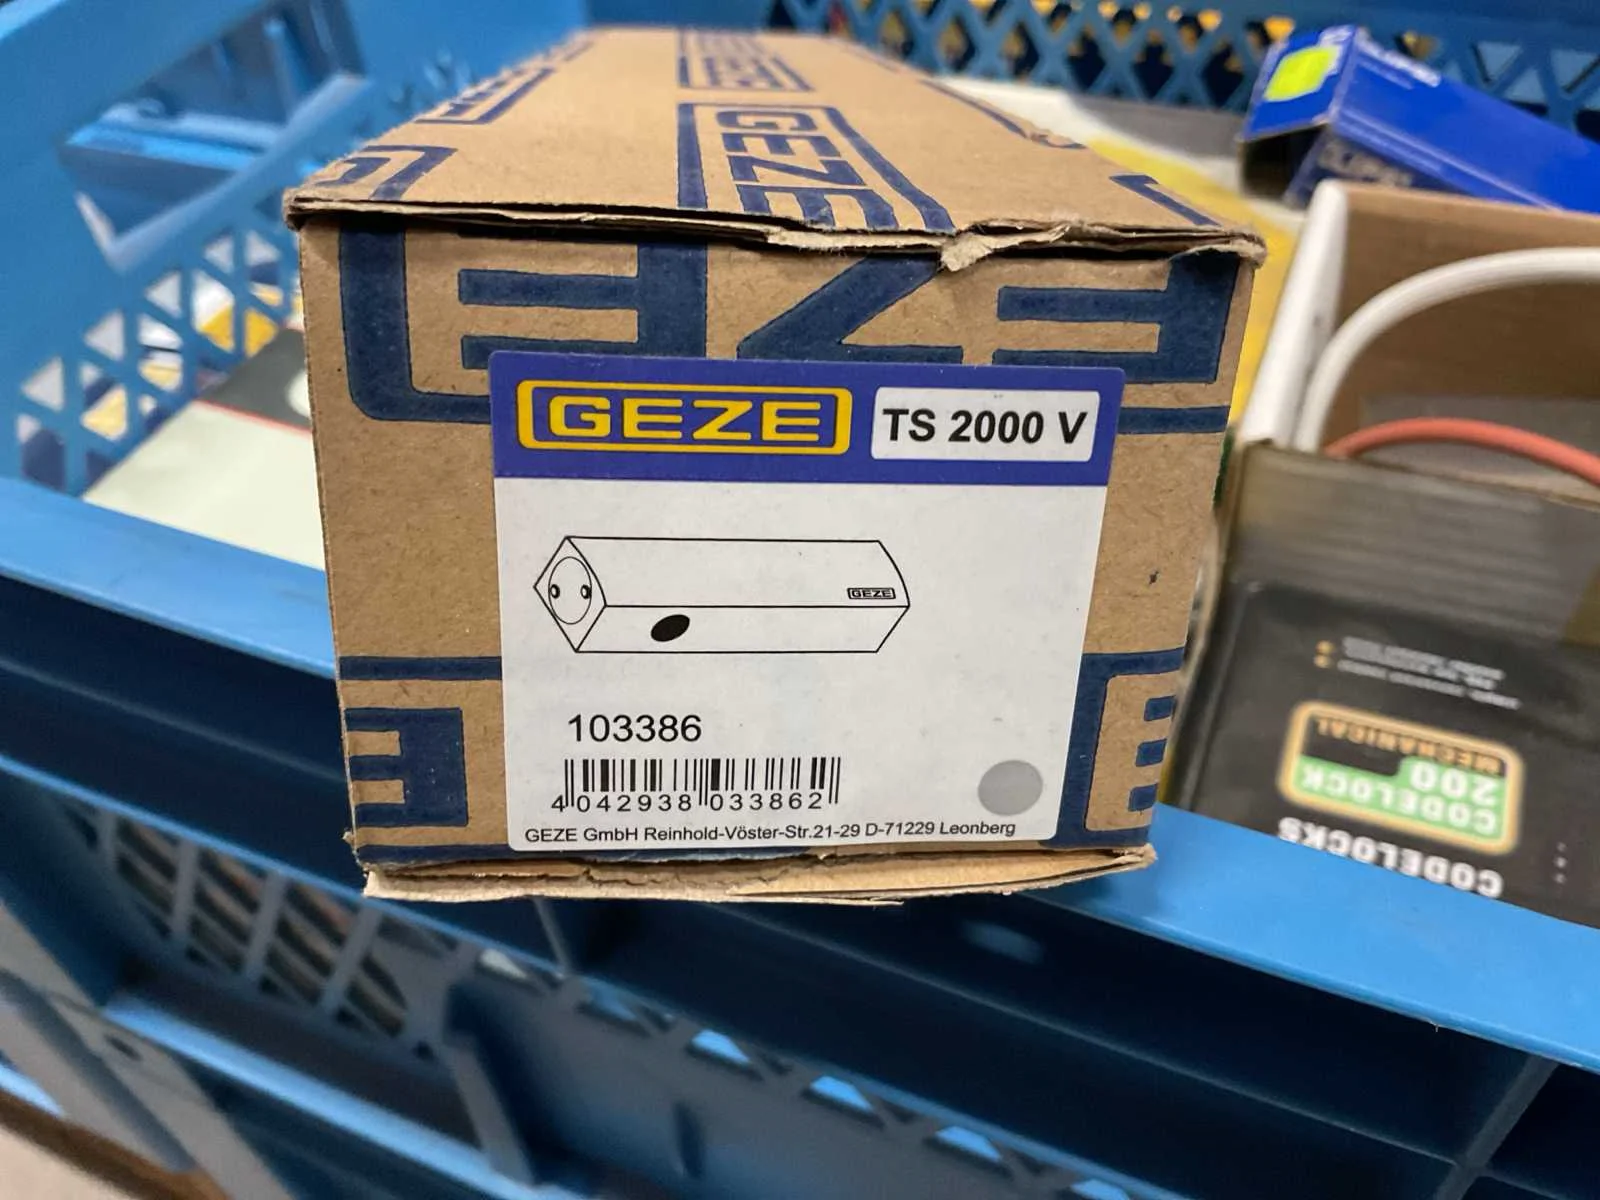 GEZE
GEZE
GEZE
GEZE TS 2000 V
GEZE
103386
4 042938 033862
GEZE GmbH Reinhold-Vöster-Str.21-29 D-71229 Leonberg
MECHANICAL
200
CODELOCK
CODELOCKS